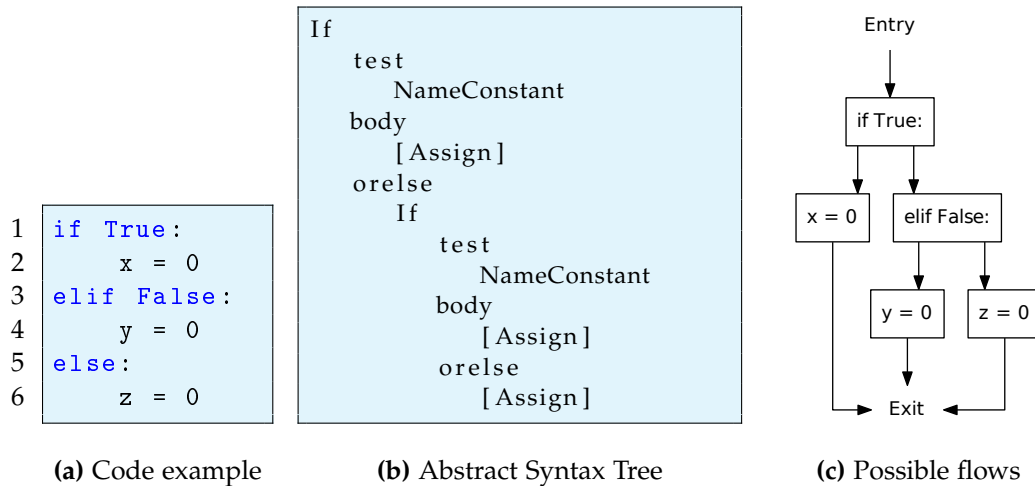 1 if True:
2 x = 0
3 elif False:
4 y = 0
5 else:
6 z = 0
(a) Code example
If
test
NameConstant
body
[Assign]
orelse
If
test
NameConstant
body
[Assign]
orelse
[Assign]
(b) Abstract Syntax Tree
Entry
if True:
x = 0
elif False:
y = 0
z = 0
Exit
(c) Possible flows